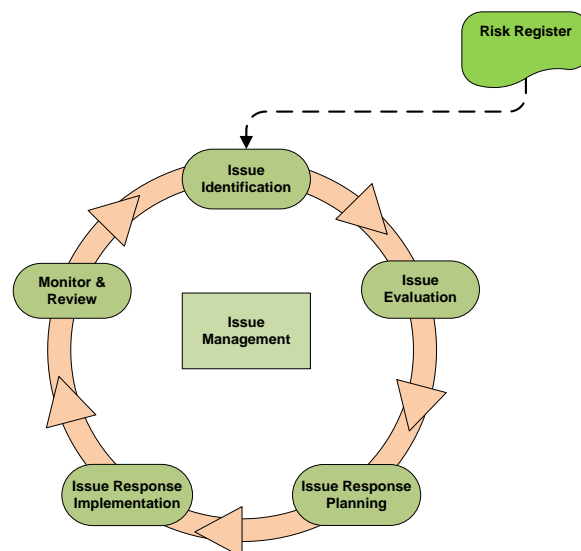 Risk Register
Issue
Identification
Issue
Evaluation
Monitor &
Review
Issue
Management
Issue Response
Implementation
Issue Response
Planning